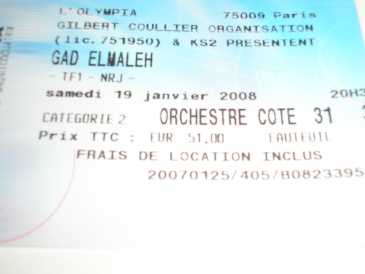 L'OLYMPIA 75009 Paris
GILBERT COULLIER ORGANISATION
(lic.751950) & KS2 PRESENTENT
GAD ELMALEH
- TF1 - NRJ -
samedi 19 janvier 2008 20H3
CATEGORIE 2 ORCHESTRE COTE 31
Prix TTC : EUR 51,00 FAUTEUIL
FRAIS DE LOCATION INCLUS
20070125/405/B0823395